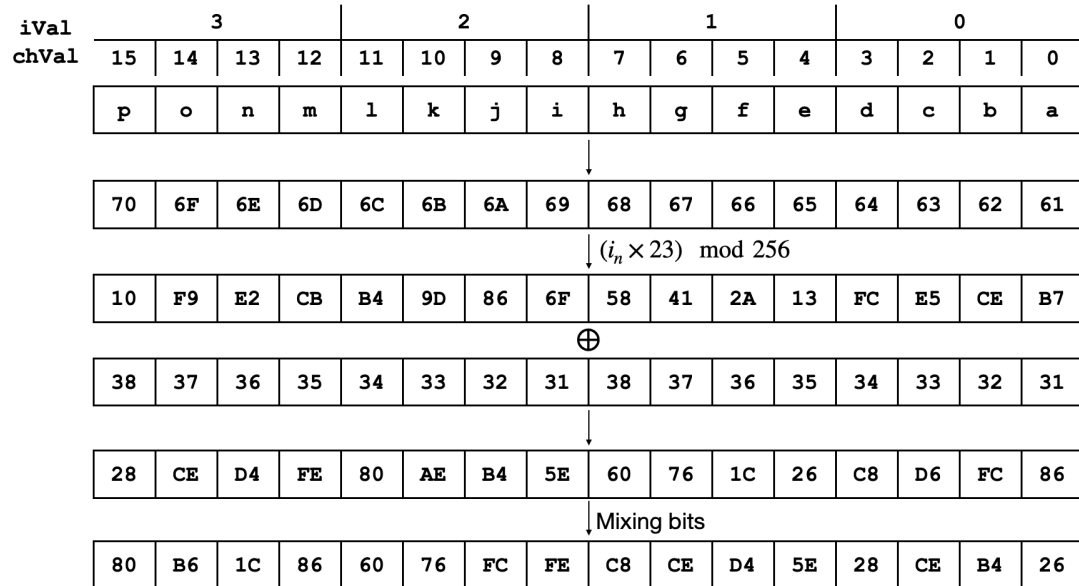 iVal 3 2 1 0
chVal 15 14 13 12 11 10 9 8 7 6 5 4 3 2 1 0
p o n m l k j i h g f e d c b a
70 6F 6E 6D 6C 6B 6A 69 68 67 66 65 64 63 62 61
(iₙ × 23) mod 256
10 F9 E2 CB B4 9D 86 6F 58 41 2A 13 FC E5 CE B7
⊕
38 37 36 35 34 33 32 31 38 37 36 35 34 33 32 31
28 CE D4 FE 80 AE B4 5E 60 76 1C 26 C8 D6 FC 86
Mixing bits
80 B6 1C 86 60 76 FC FE C8 CE D4 5E 28 CE B4 26